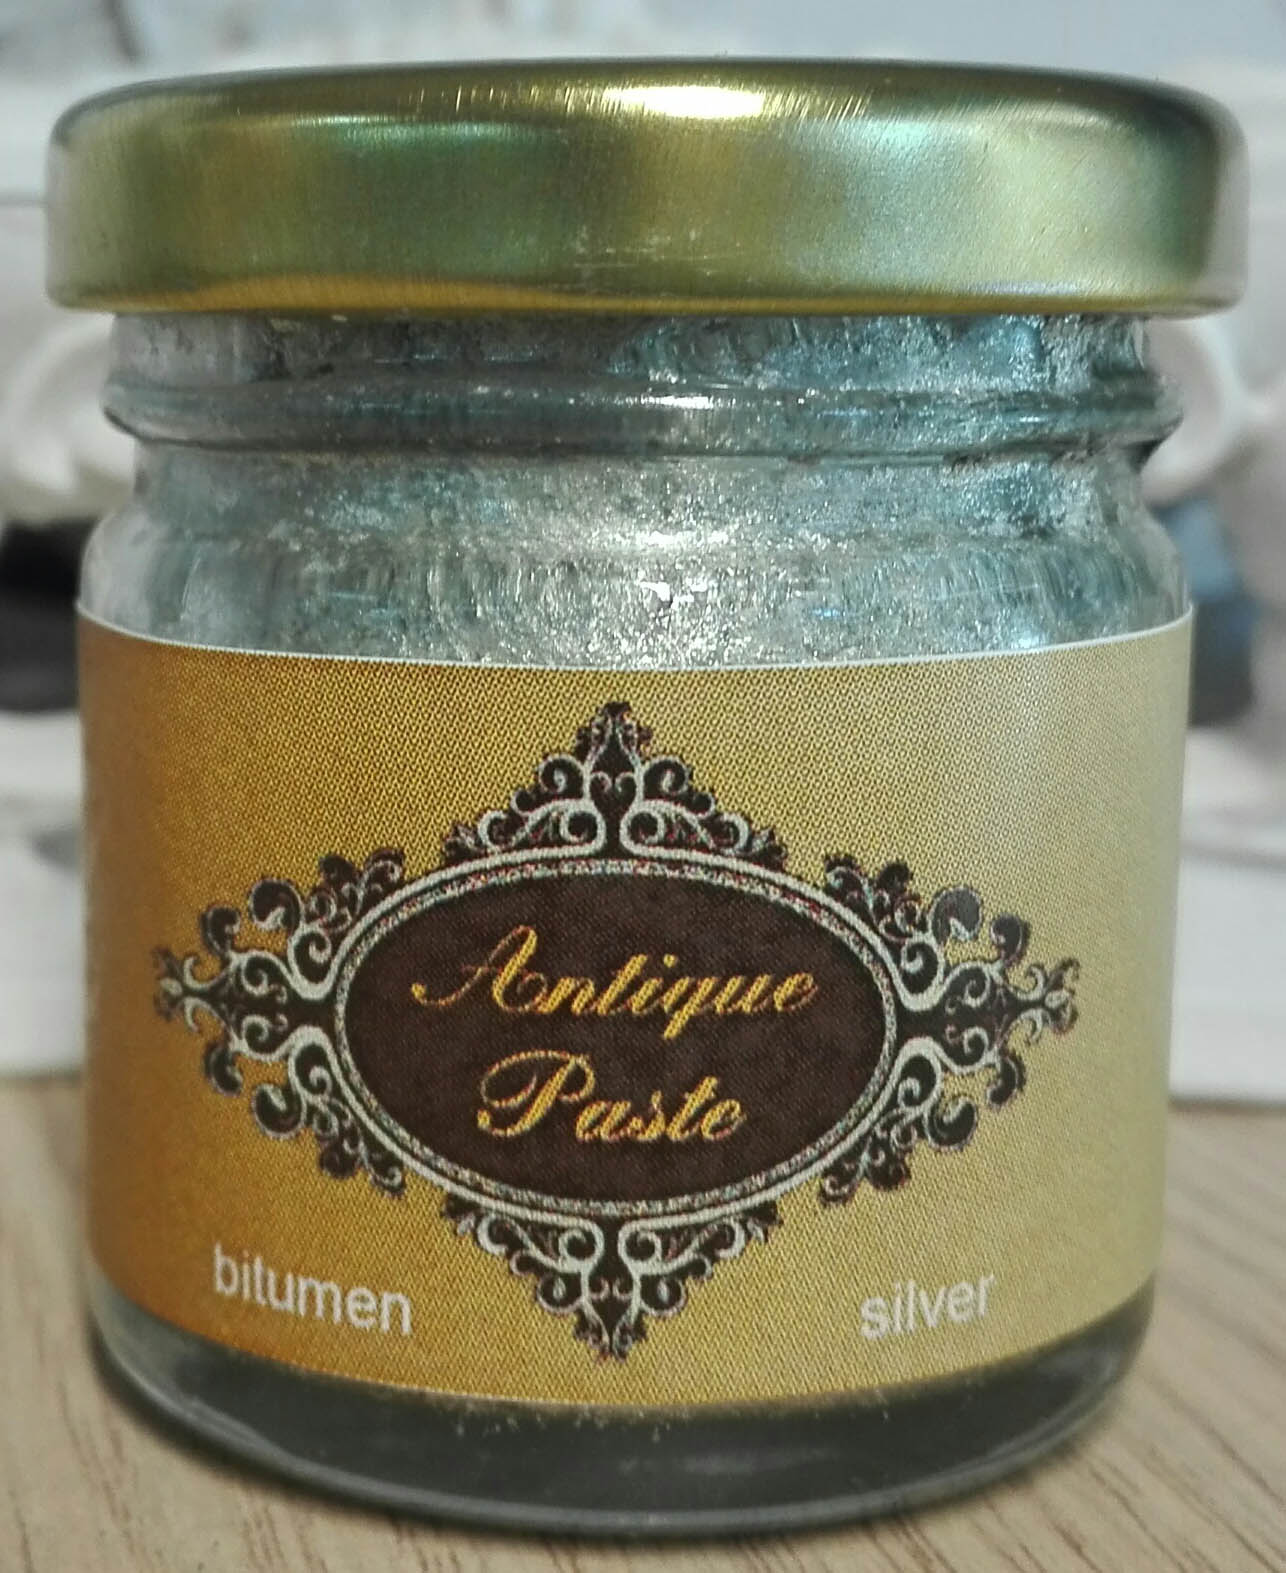 Antique
Paste
bitumen
silver